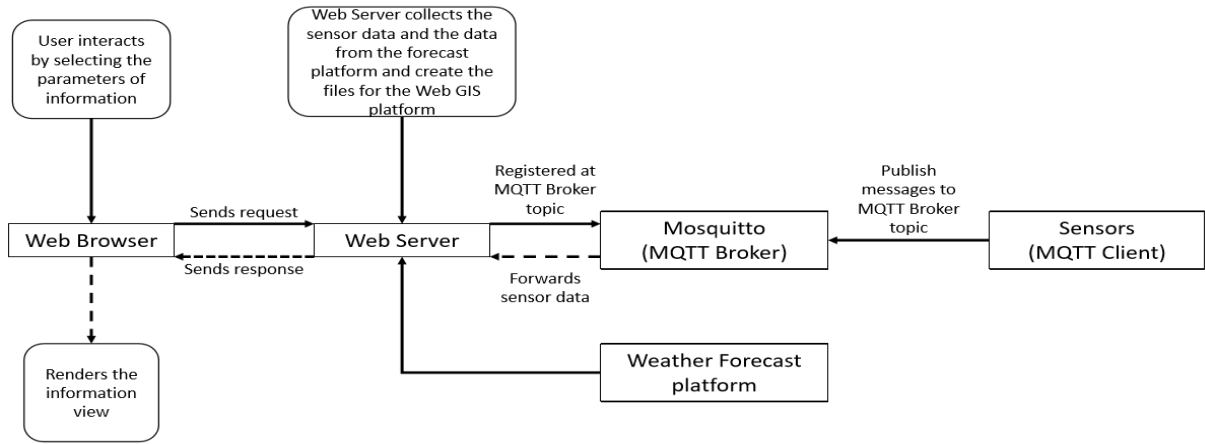 User interacts
by selecting the
parameters of
information
Web Server collects the
sensor data and the data
from the forecast
platform and create the
files for the Web GIS
platform
Sends request
Registered at
MQTT Broker
topic
Publish
messages to
MQTT Broker
topic
Web Browser
Web Server
Mosquitto
(MQTT Broker)
Sensors
(MQTT Client)
Sends response
Forwards
sensor data
Renders the
information
view
Weather Forecast
platform